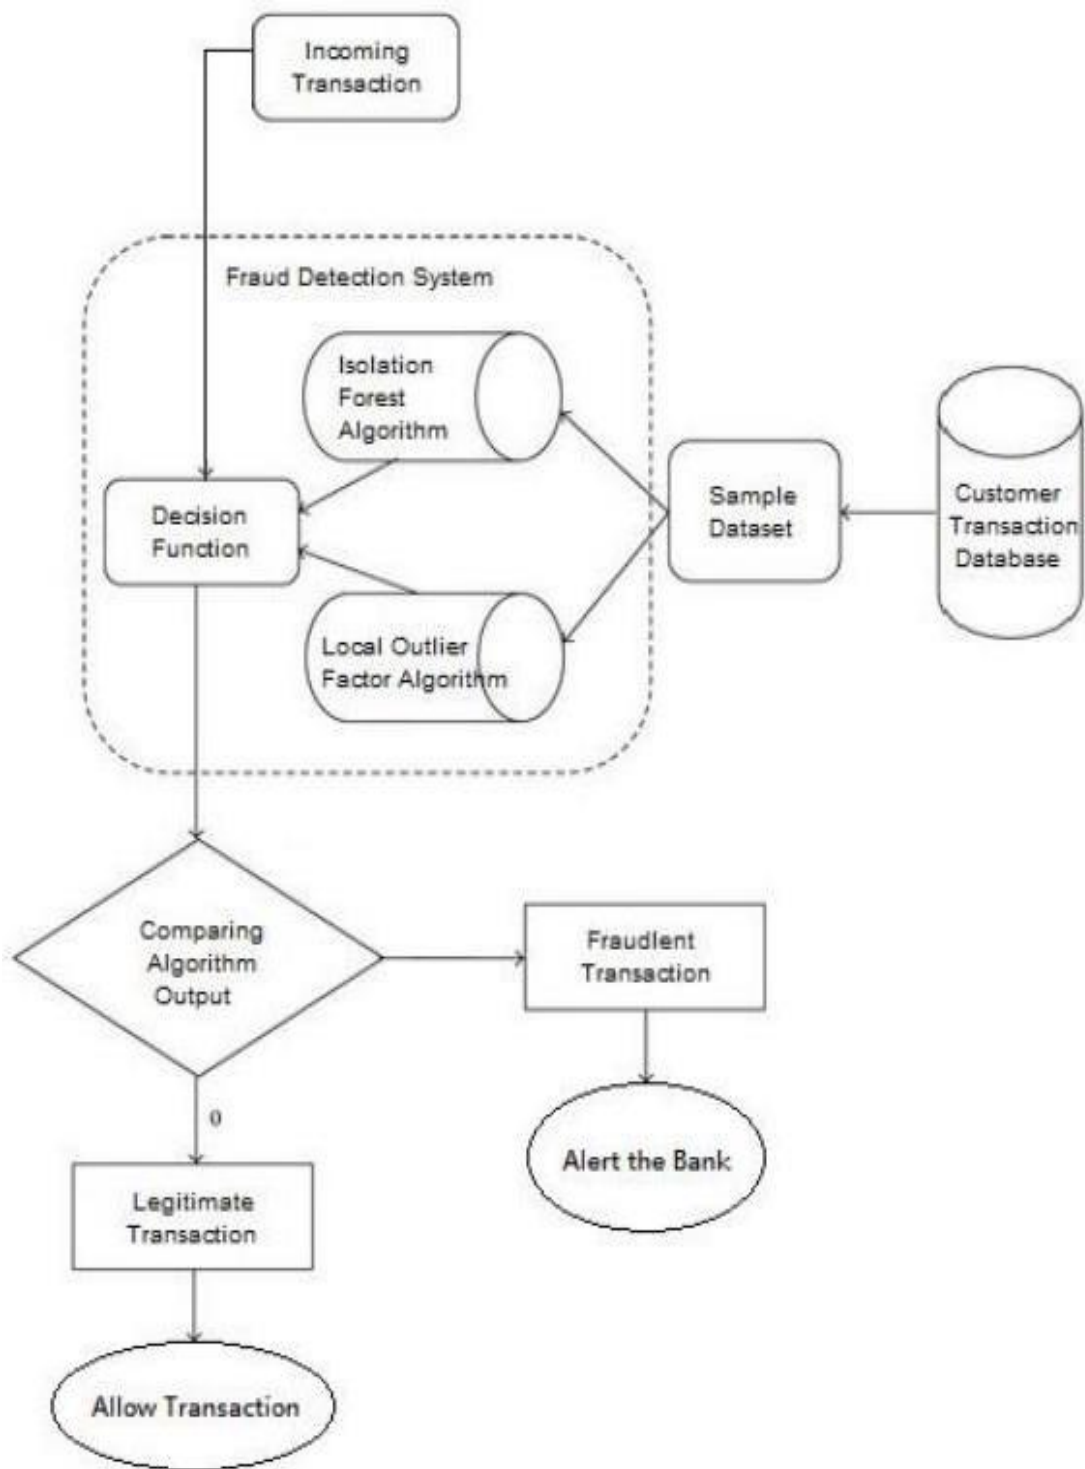 Incoming
Transaction
Fraud Detection System
Isolation
Forest
Algorithm
Decision
Function
Sample
Dataset
Customer
Transaction
Database
Local Outlier
Factor Algorithm
Comparing
Algorithm
Output
Fraudlent
Transaction
0
Alert the Bank
Legitimate
Transaction
Allow Transaction